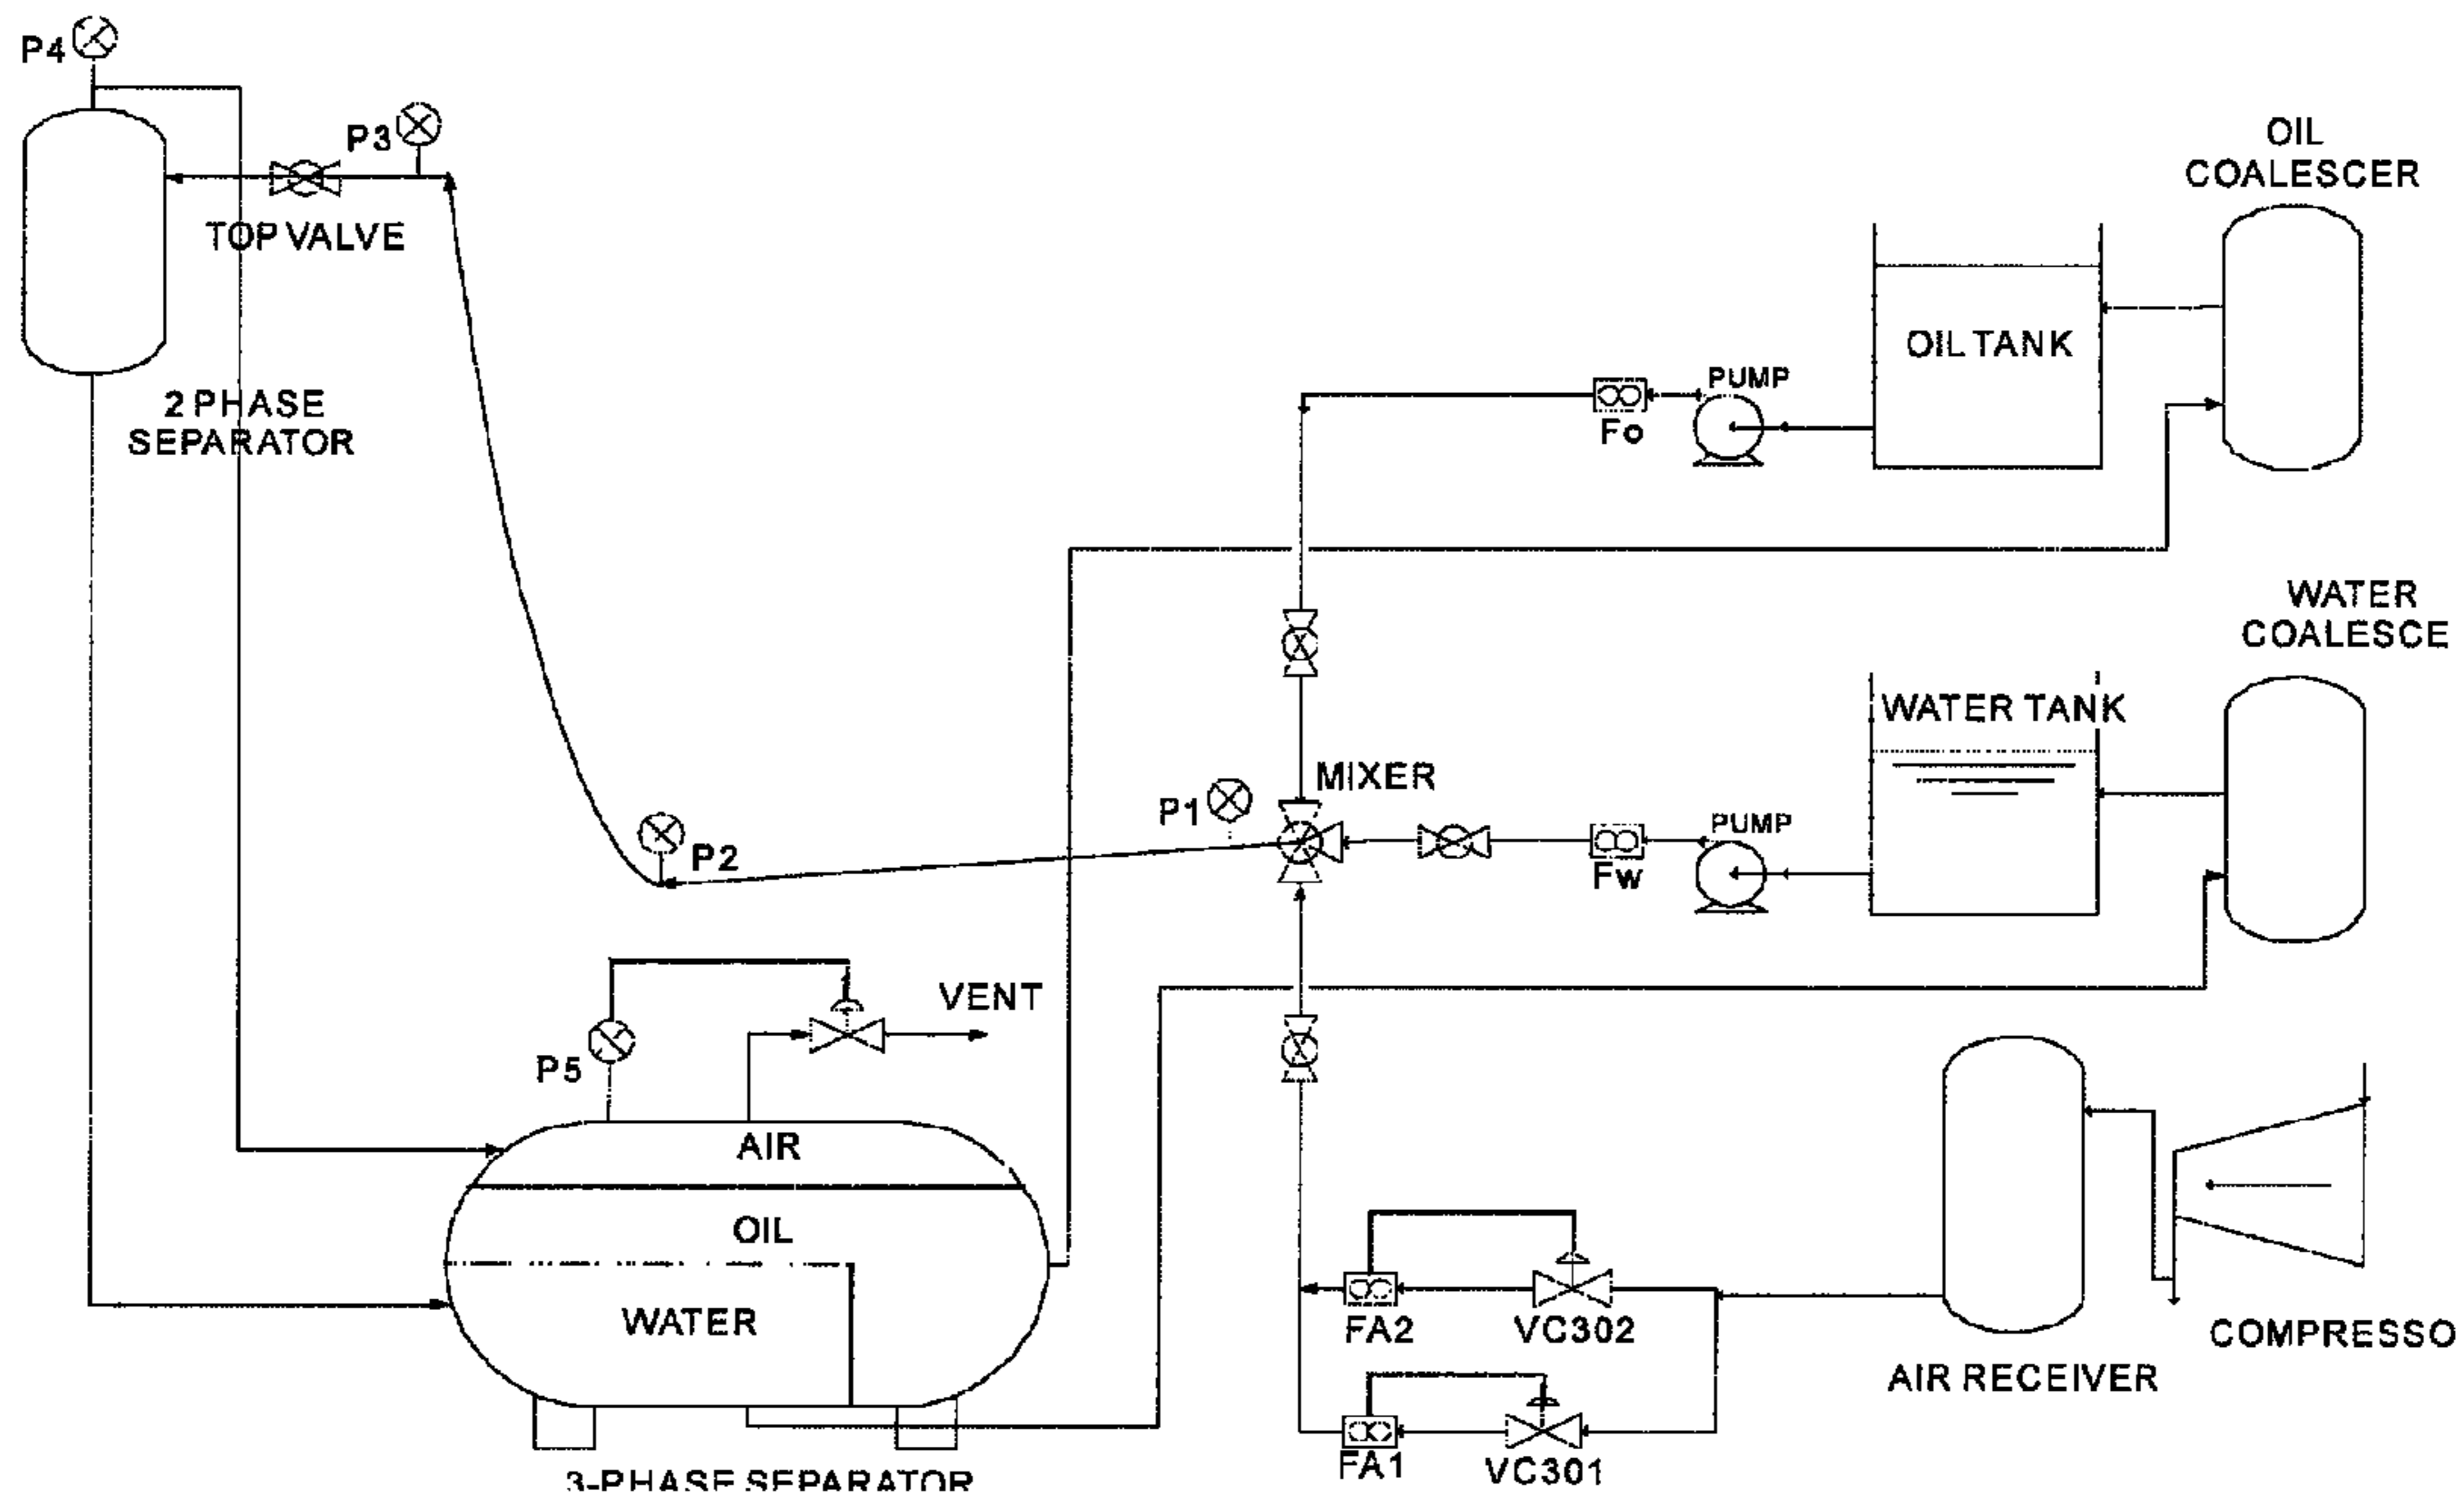 P4
P3
TOP VALVE
2 PHASE
SEPARATOR
OIL
COALESCER
OIL TANK
PUMP
Fo
WATER
COALESCE
WATER TANK
MIXER
P1
PUMP
Fw
P2
VENT
P5
AIR
OIL
WATER
3-PHASE SEPARATOR
FA2
VC302
FA1
VC301
AIR RECEIVER
COMPRESSO